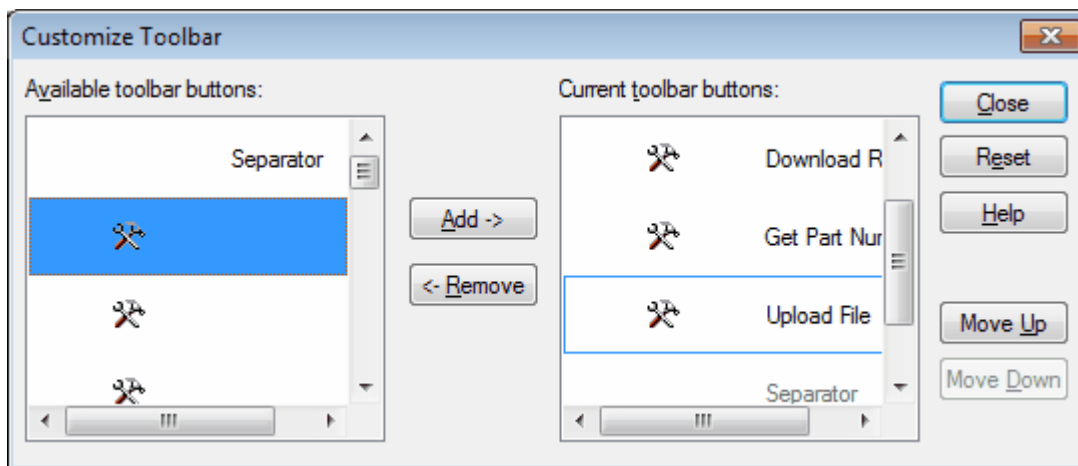 Customize Toolbar
Available toolbar buttons:
Separator
Add ->
<- Remove
Current toolbar buttons:
Download R
Get Part Nur
Upload File
Separator
Close
Reset
Help
Move Up
Move Down